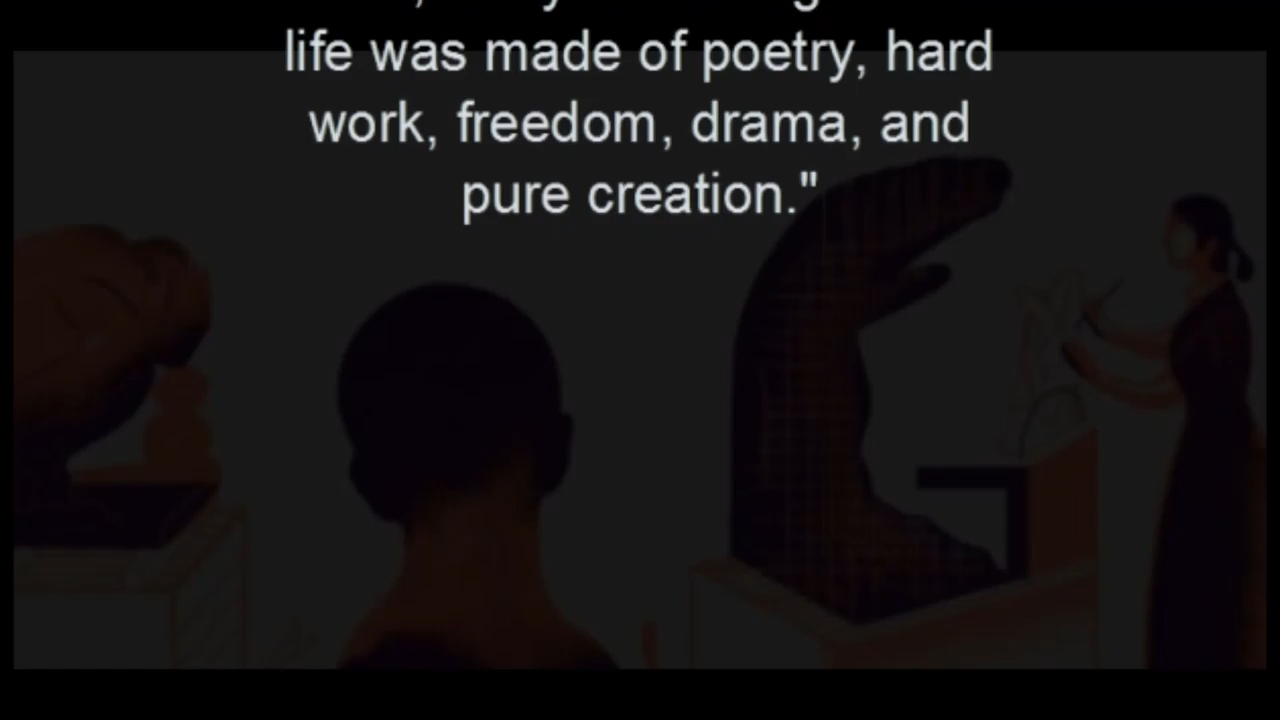 life was made of poetry, hard
work, freedom, drama, and
pure creation."